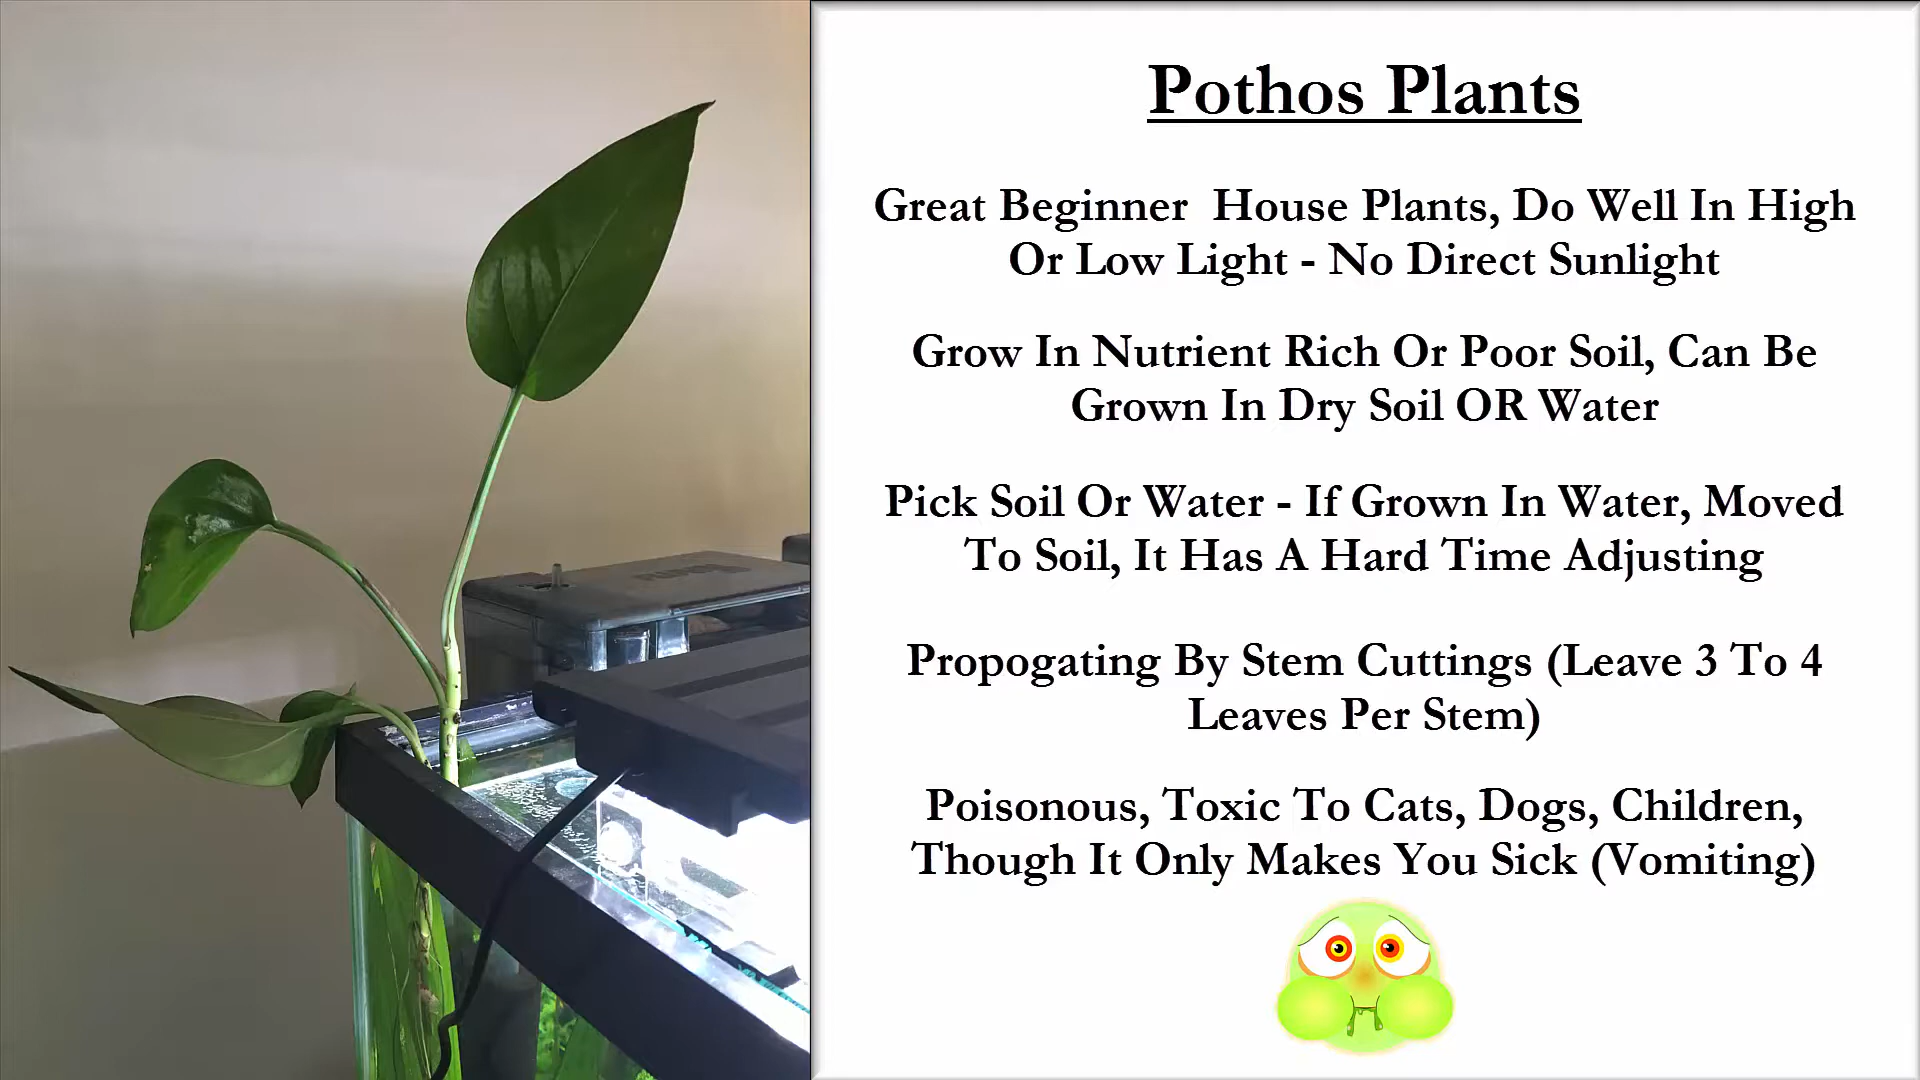 Pothos Plants
Great Beginner  House Plants, Do Well In High
Or Low Light - No Direct Sunlight
Grow In Nutrient Rich Or Poor Soil, Can Be
Grown In Dry Soil OR Water
Pick Soil Or Water - If Grown In Water, Moved
To Soil, It Has A Hard Time Adjusting
Propogating By Stem Cuttings (Leave 3 To 4
Leaves Per Stem)
Poisonous, Toxic To Cats, Dogs, Children,
Though It Only Makes You Sick (Vomiting)